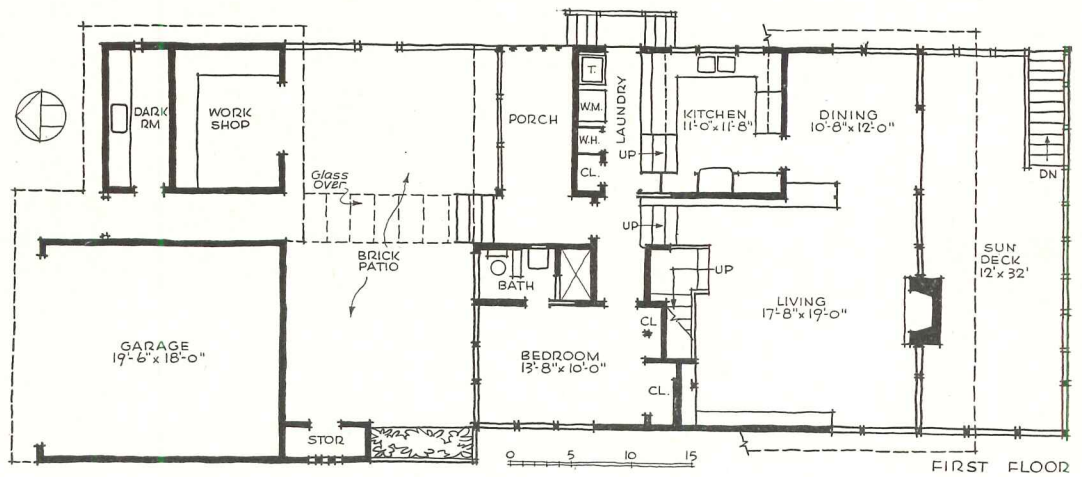 DARK
RM
WORK
SHOP
PORCH
T.
W.M.
W.H.
CL.
LAUNDRY
UP
KITCHEN
11'-0" x 11'-8"
DINING
10'-8" x 12'-0"
DN
Glass
Over
BRICK
PATIO
UP
UP
BATH
SUN
DECK
12' x 32'
LIVING
17'-8" x 19'-0"
GARAGE
19'-6" x 18'-0"
BEDROOM
13'-8" x 10'-0"
CL
CL.
STOR
0 5 10 15
FIRST FLOOR